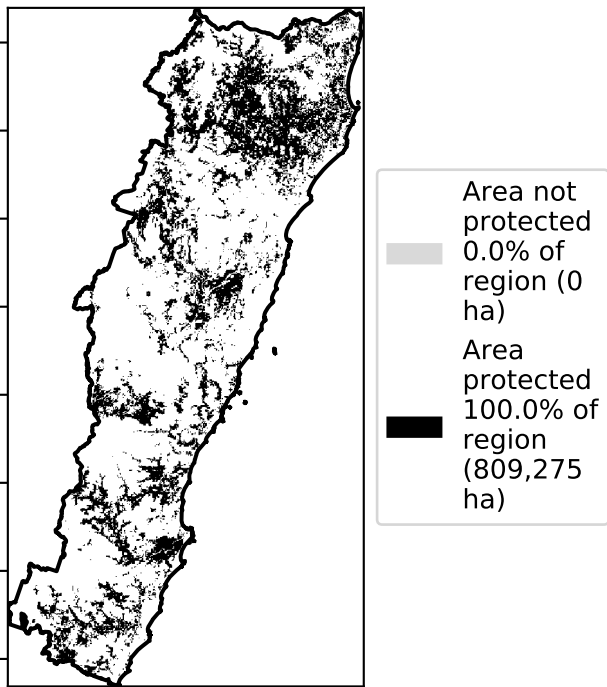 Area not
protected
0.0% of
region (0
ha)
Area
protected
100.0% of
region
(809,275
ha)